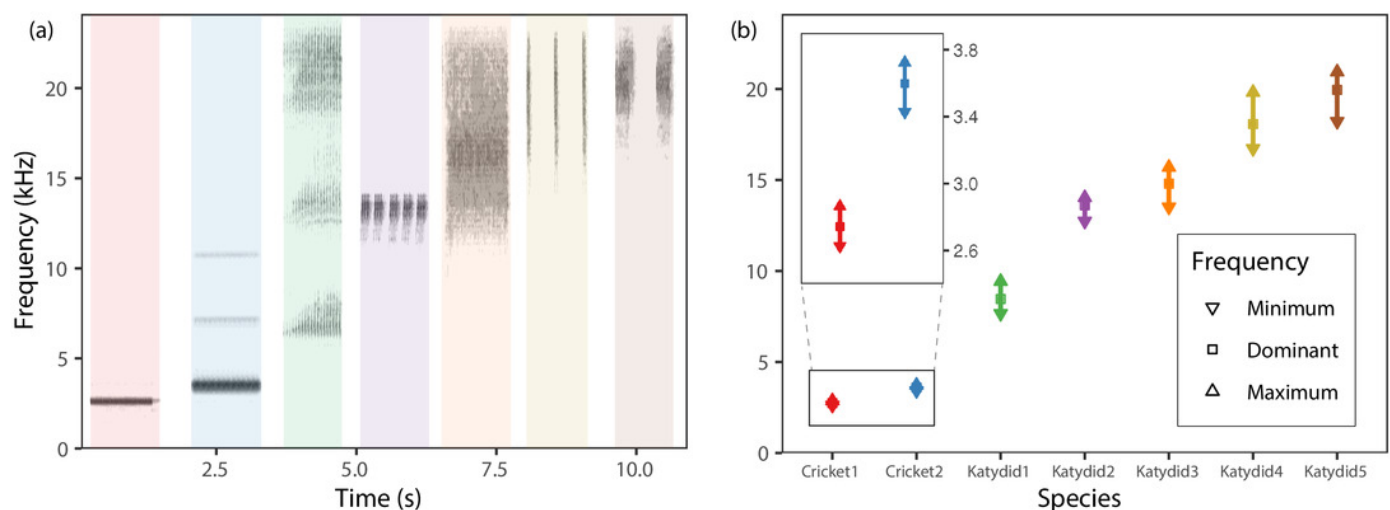 (a)
20
15
10
5
0
Frequency (kHz)
2.5
5.0
7.5
10.0
Time (s)
(b)
20
15
10
5
0
3.8
3.4
3.0
2.6
Frequency
Minimum
Dominant
Maximum
Cricket1
Cricket2
Katydid1
Katydid2
Katydid3
Katydid4
Katydid5
Species